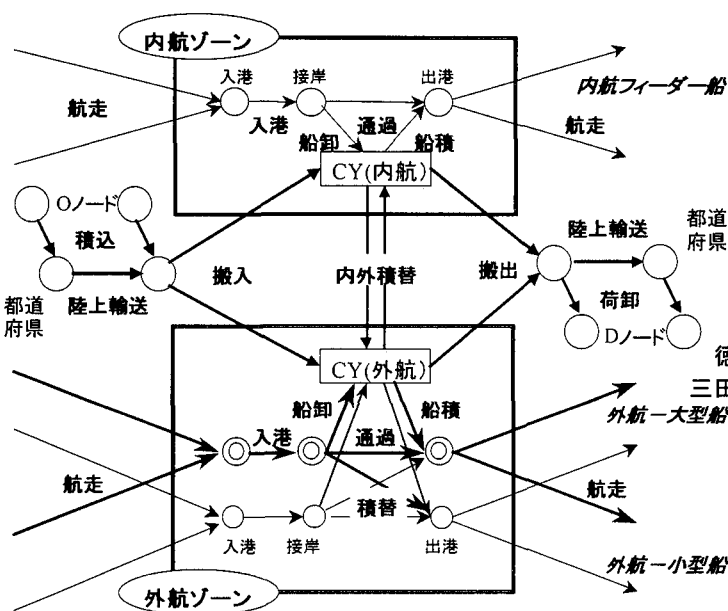 内航ゾーン
入港
接岸
出港
内航フィーダー船
航走
入港
通過
航走
船卸
船積
CY(内航)
Oノード
積込
陸上輸送
都道
府県
搬入
内外積替
搬出
都道
府県
陸上輸送
荷卸
Dノード
CY(外航)
徳
三田
船卸
船積
外航－大型船
入港
通過
航走
積替
航走
入港
接岸
出港
外航－小型船
外航ゾーン